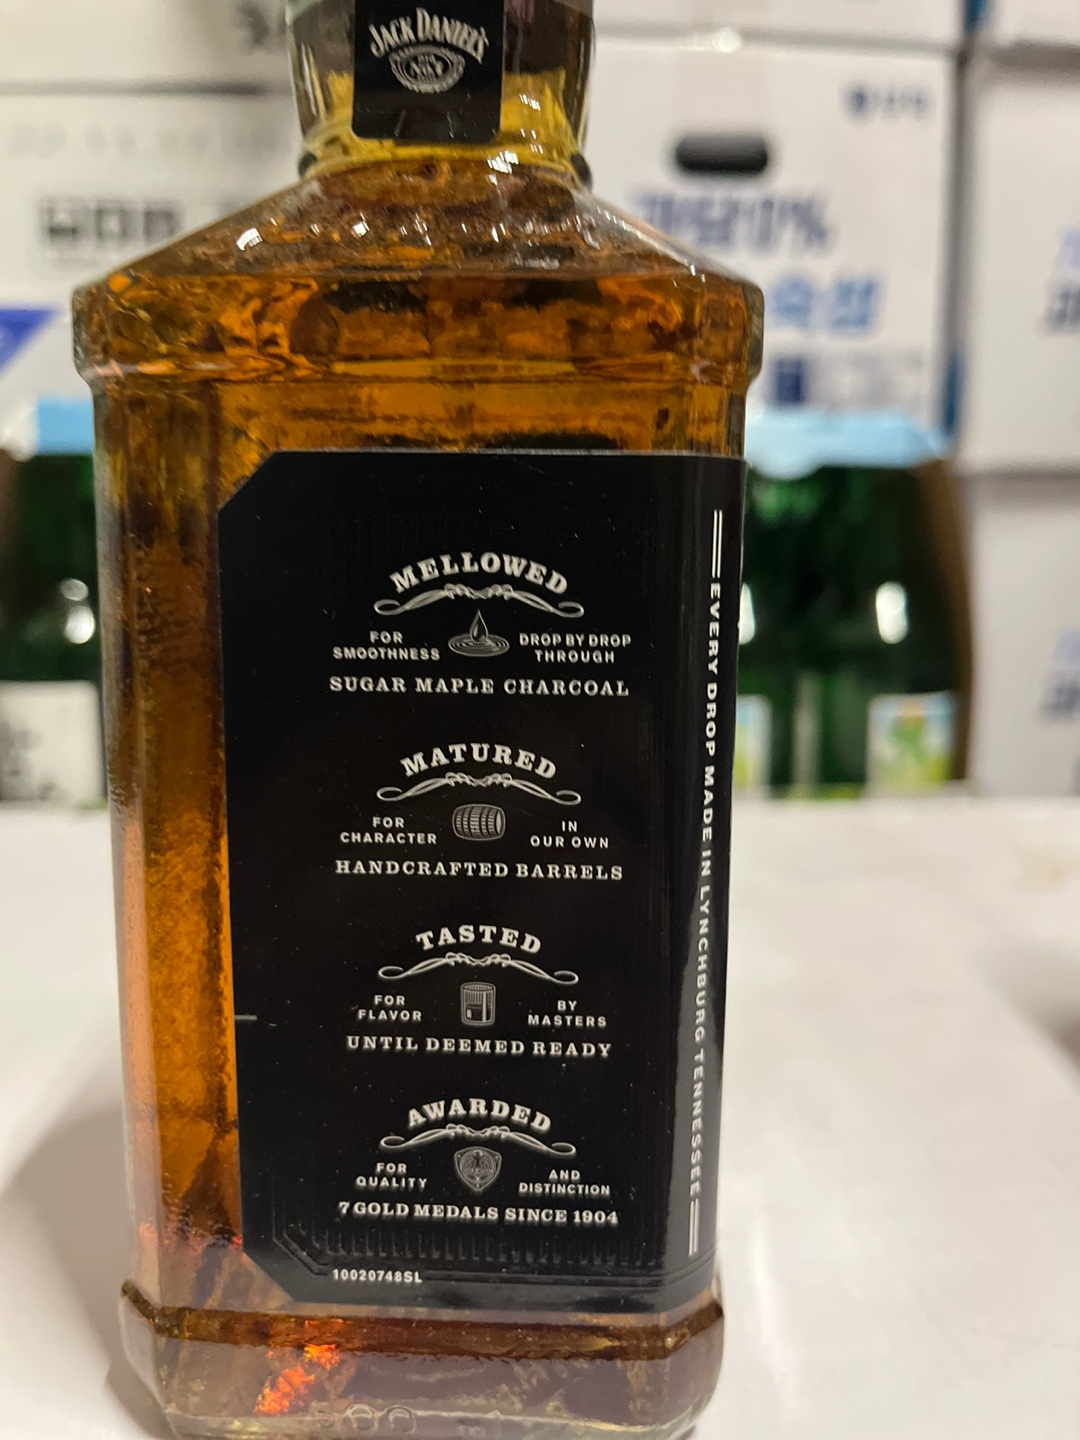 JACK DANIEL'S
MELLOWED
FOR SMOOTHNESS
DROP BY DROP THROUGH
SUGAR MAPLE CHARCOAL
MATURED
FOR CHARACTER
IN OUR OWN
HANDCRAFTED BARRELS
TASTED
FOR FLAVOR
BY MASTERS
UNTIL DEEMED READY
AWARDED
FOR QUALITY
AND DISTINCTION
7 GOLD MEDALS SINCE 1904
10020748SL
EVERY DROP MADE IN LYNCHBURG TENNESSEE